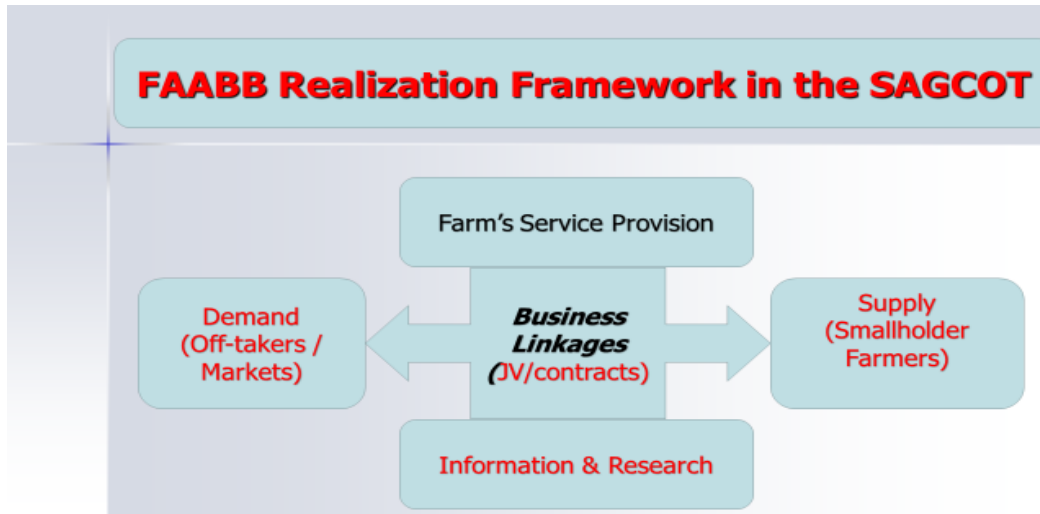 FAABB Realization Framework in the SAGCOT
Farm's Service Provision
Demand
(Off-takers /
Markets)
Business
Linkages
(JV/contracts)
Supply
(Smallholder
Farmers)
Information & Research